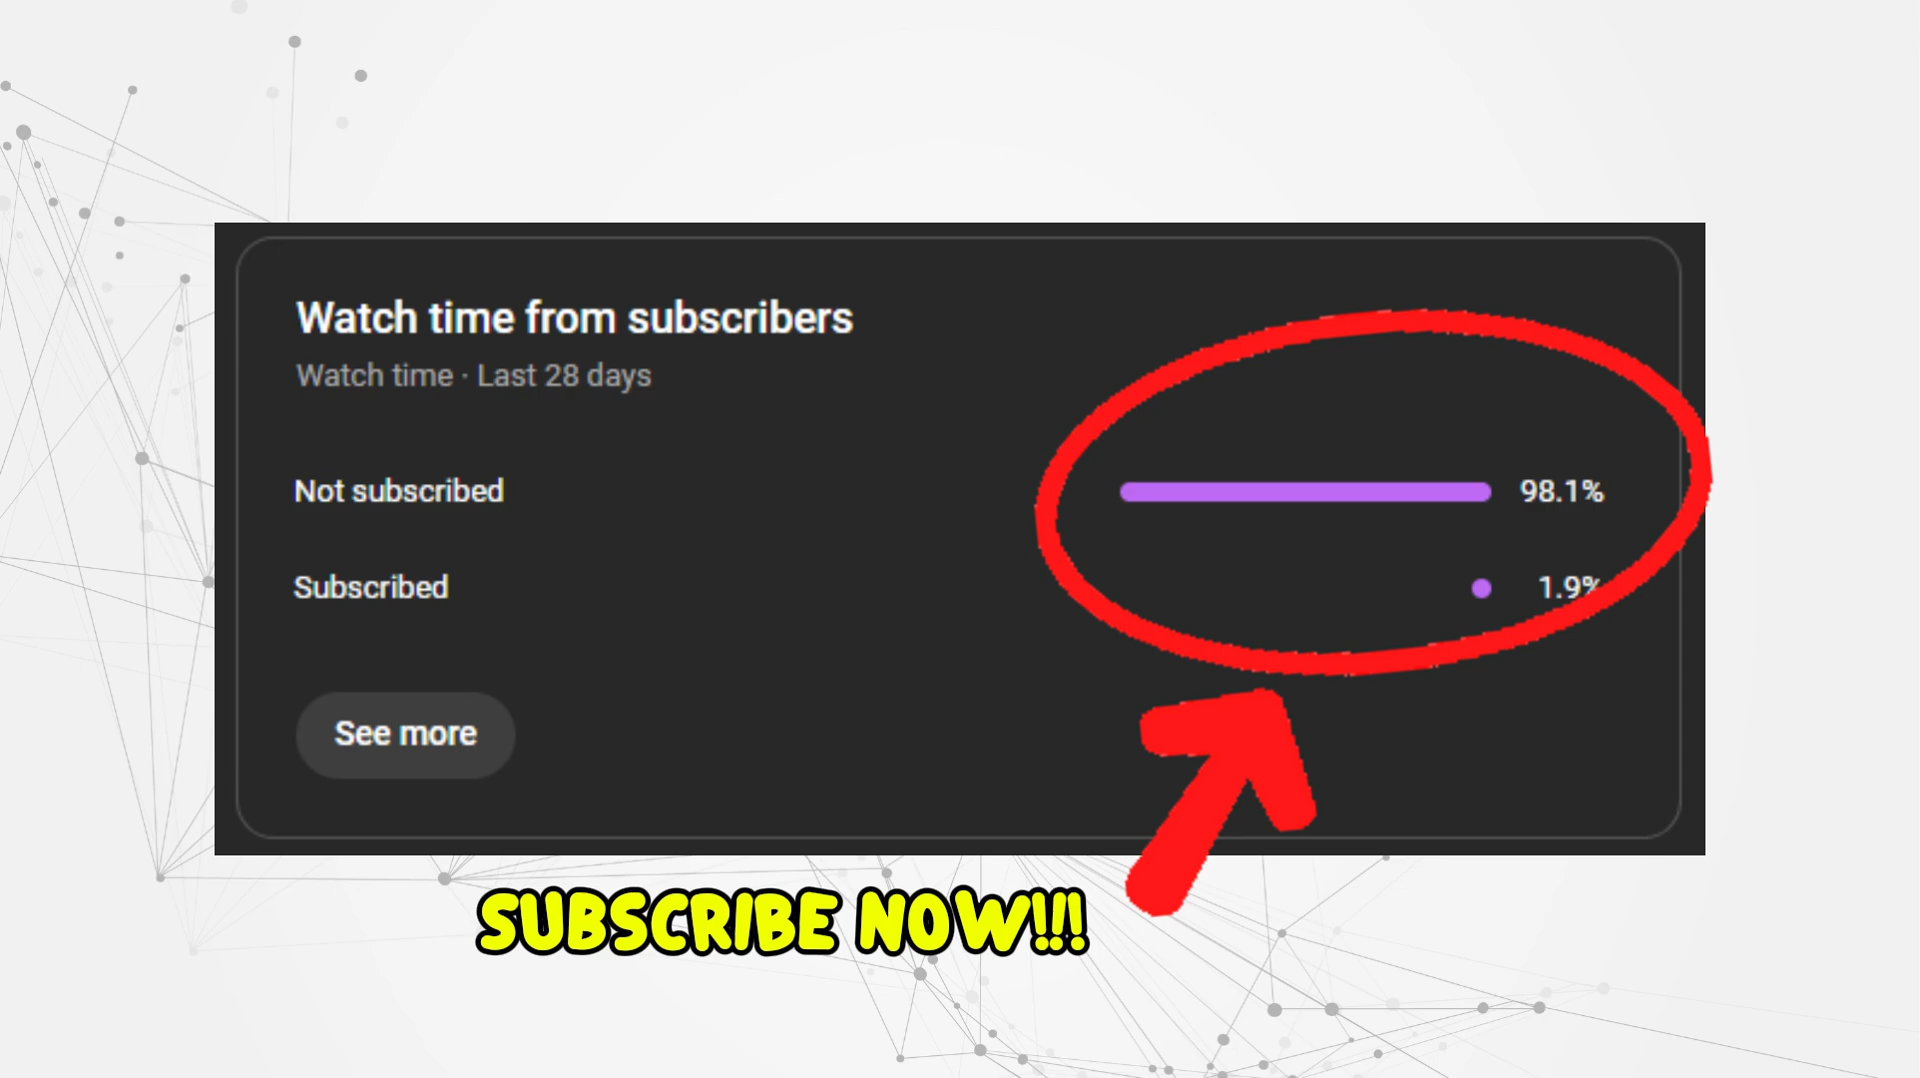 Watch time from subscribers
Watch time · Last 28 days
Not subscribed 98.1%
Subscribed 1.9%
See more
SUBSCRIBE NOW!!!